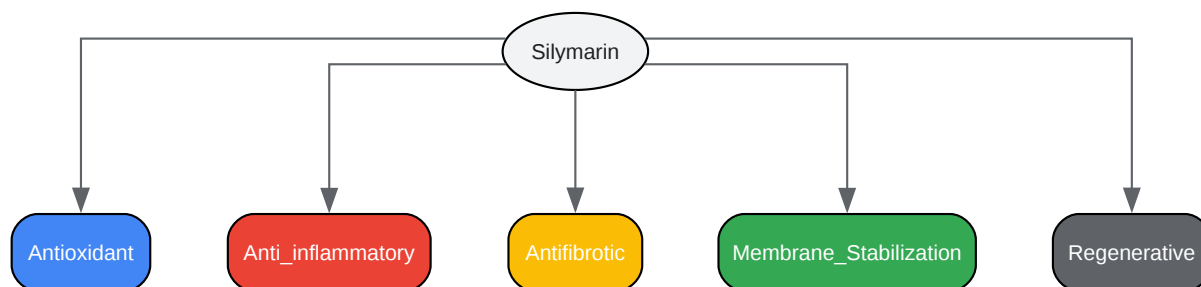 Silymarin
Antioxidant
Anti_inflammatory
Antifibrotic
Membrane_Stabilization
Regenerative